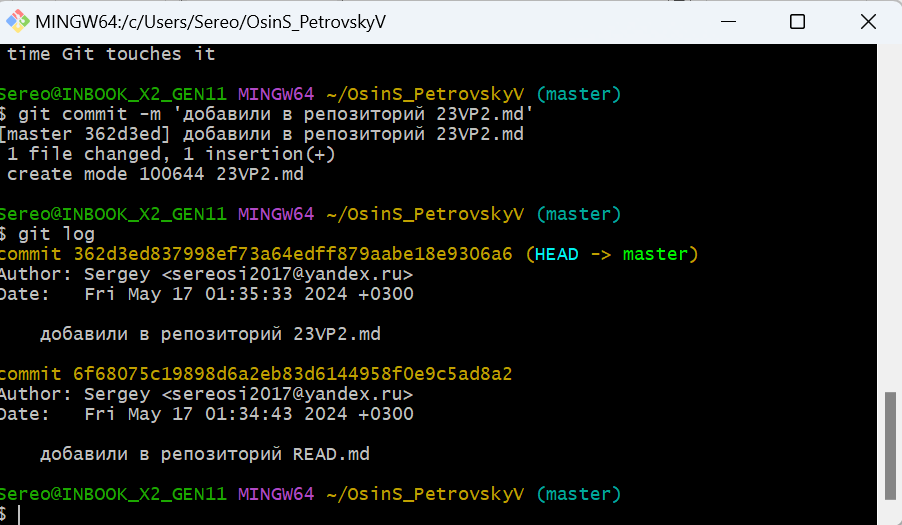 MINGW64:/c/Users/Sereo/OsinS_PetrovskyV
time Git touches it
Sereo@INBOOK_X2_GEN11 MINGW64 ~/OsinS_PetrovskyV (master)
$ git commit -m 'добавили в репозиторий 23VP2.md'
[master 362d3ed] добавили в репозиторий 23VP2.md
1 file changed, 1 insertion(+)
create mode 100644 23VP2.md
Sereo@INBOOK_X2_GEN11 MINGW64 ~/OsinS_PetrovskyV (master)
$ git log
commit 362d3ed837998ef73a64edff879aabe18e9306a6 (HEAD -> master)
Author: Sergey <sereosi2017@yandex.ru>
Date:   Fri May 17 01:35:33 2024 +0300
добавили в репозиторий 23VP2.md
commit 6f68075c19898d6a2eb83d6144958f0e9c5ad8a2
Author: Sergey <sereosi2017@yandex.ru>
Date:   Fri May 17 01:34:43 2024 +0300
добавили в репозиторий READ.md
Sereo@INBOOK_X2_GEN11 MINGW64 ~/OsinS_PetrovskyV (master)
$